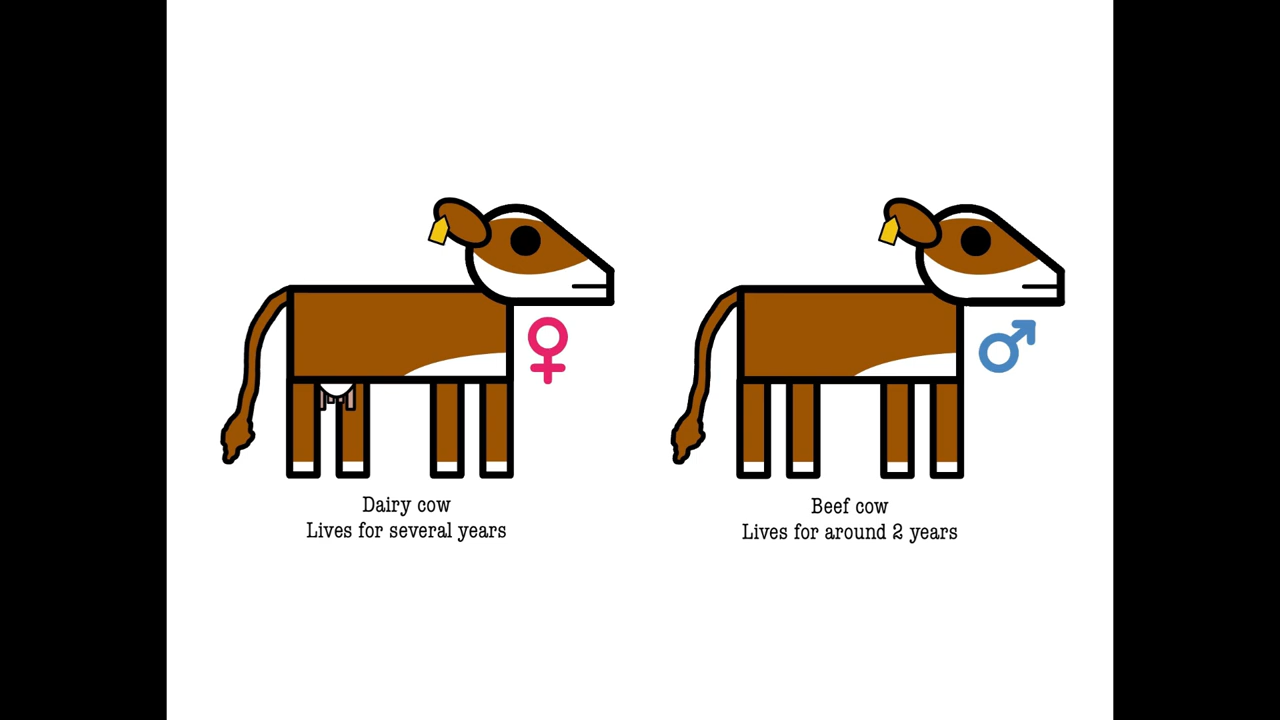 Dairy cow
Lives for several years
Beef cow
Lives for around 2 years